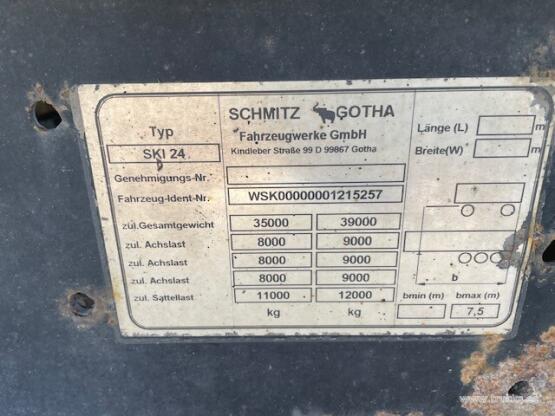 SCHMITZ GOTHA
Fahrzeugwerke GmbH
Kindleber Straße 99 D 99867 Gotha
Typ
SKI 24
Genehmigungs-Nr.
Fahrzeug-Ident-Nr. WSK00000001215257
zul.Gesamtgewicht 35000 39000
zul. Achslast 8000 9000
zul. Achslast 8000 9000
zul. Achslast 8000 9000
zul. Sattellast 11000 12000
kg kg
Länge (L) m
Breite(W) m
b
bmin (m) bmax (m)
7,5